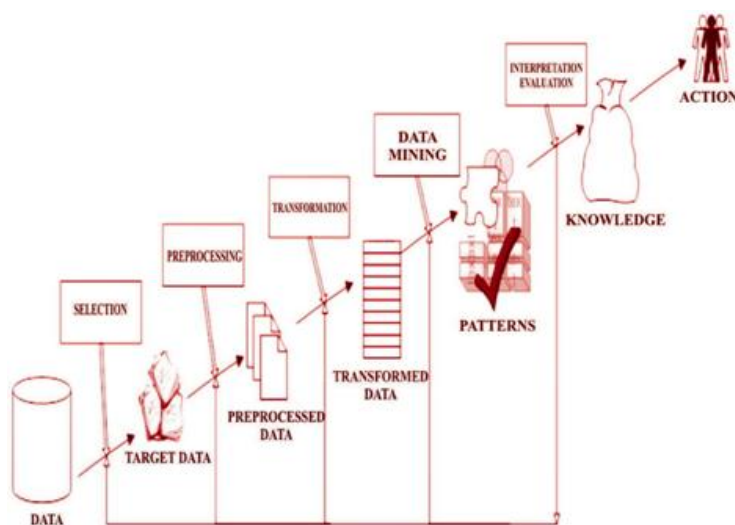 DATA
SELECTION
TARGET DATA
PREPROCESSING
PREPROCESSED
DATA
TRANSFORMATION
TRANSFORMED
DATA
DATA
MINING
PATTERNS
INTERPRETATION
EVALUATION
KNOWLEDGE
ACTION